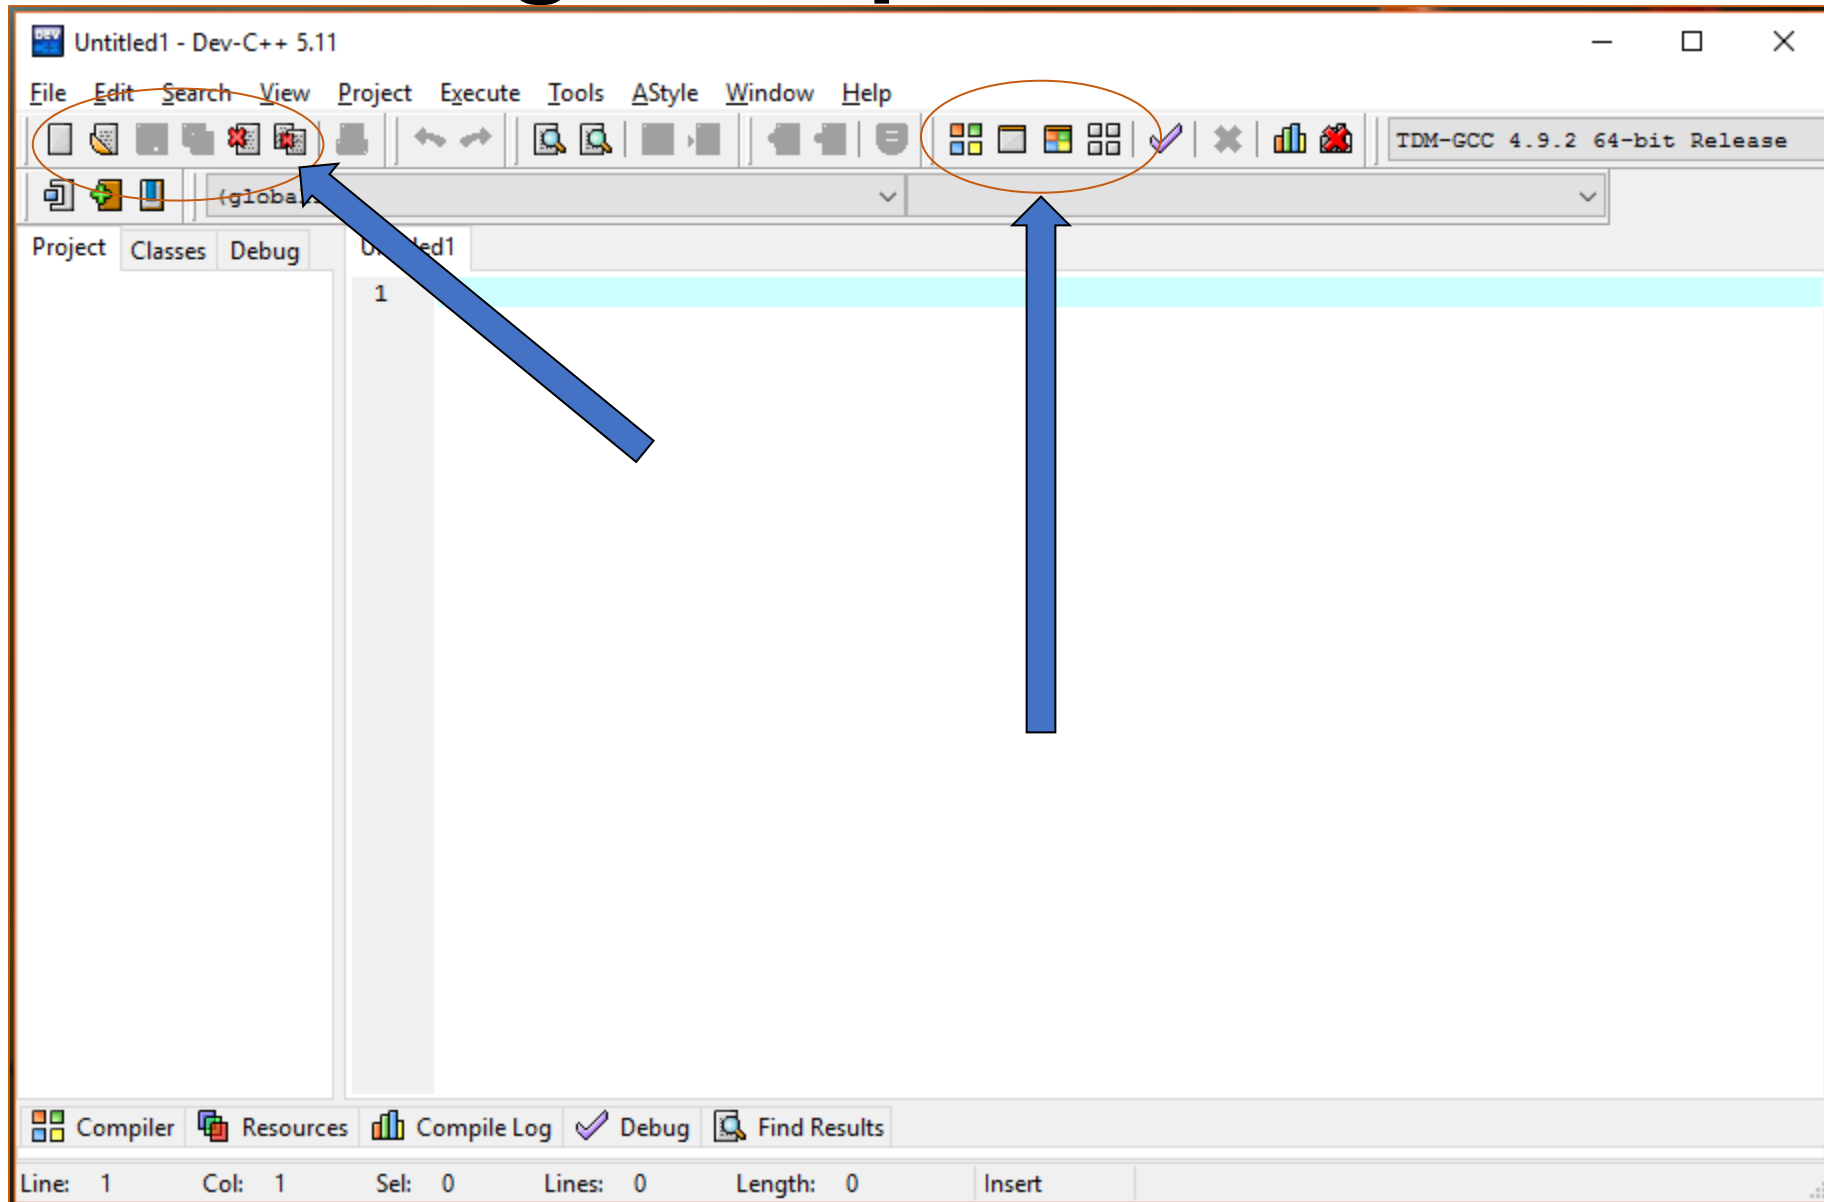 Untitled1 - Dev-C++ 5.11
File Edit Search View Project Execute Tools AStyle Window Help
TDM-GCC 4.9.2 64-bit Release
Project Classes Debug
1
Compiler Resources Compile Log Debug Find Results
Line: 1 Col: 1 Sel: 0 Lines: 0 Length: 0 Insert